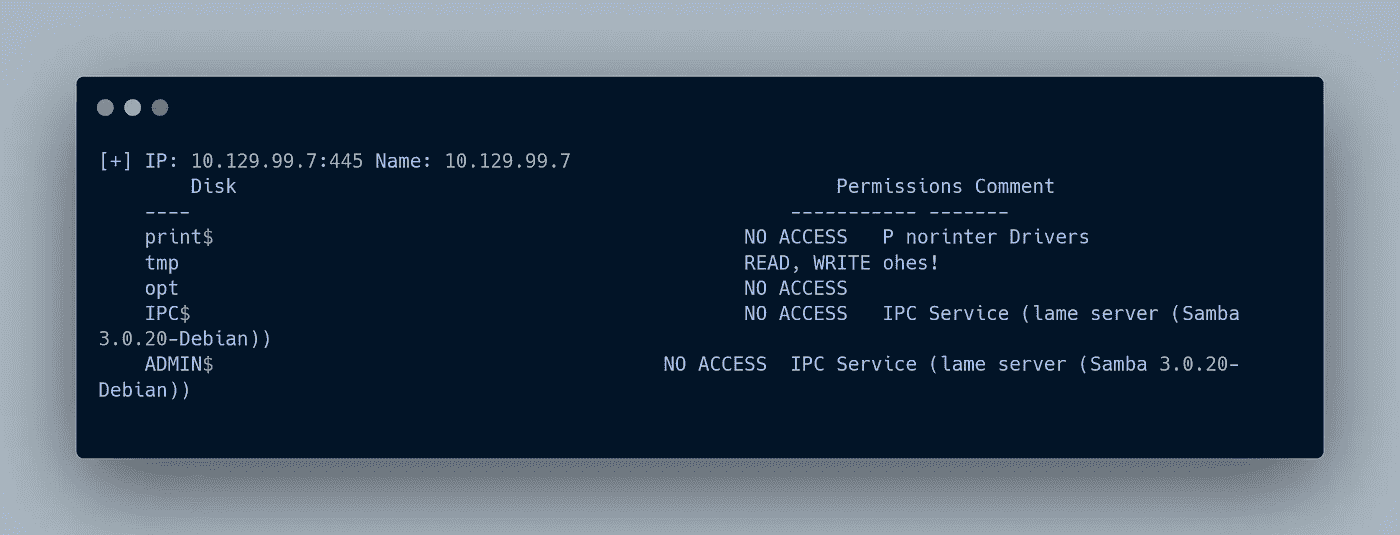 [+] IP: 10.129.99.7:445 Name: 10.129.99.7
Disk Permissions Comment
---- ----------- -------
print$ NO ACCESS P norinter Drivers
tmp READ, WRITE ohes!
opt NO ACCESS
IPC$ NO ACCESS IPC Service (lame server (Samba
3.0.20-Debian))
ADMIN$ NO ACCESS IPC Service (lame server (Samba 3.0.20-
Debian))